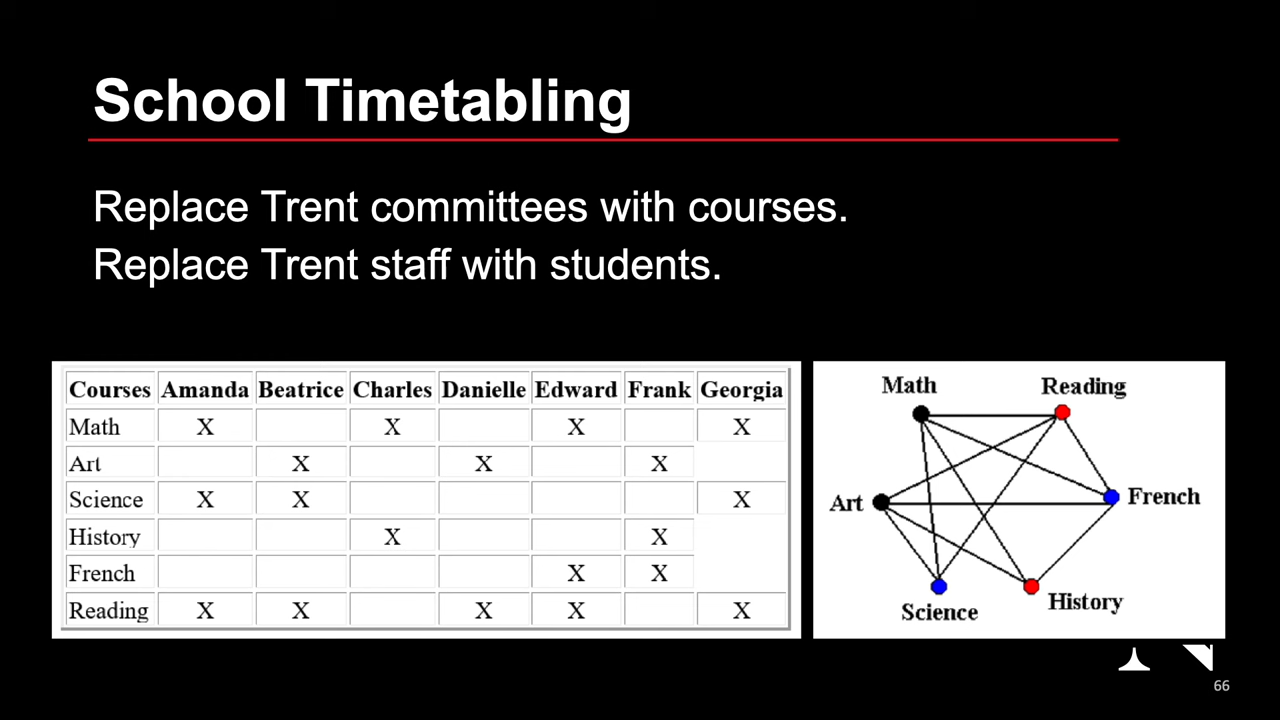 School Timetabling
Replace Trent committees with courses.
Replace Trent staff with students.
Courses Amanda Beatrice Charles Danielle Edward Frank Georgia
Math X X X X
Art X X X
Science X X X
History X X
French X X
Reading X X X X X
Math Reading
Art French
Science History
66